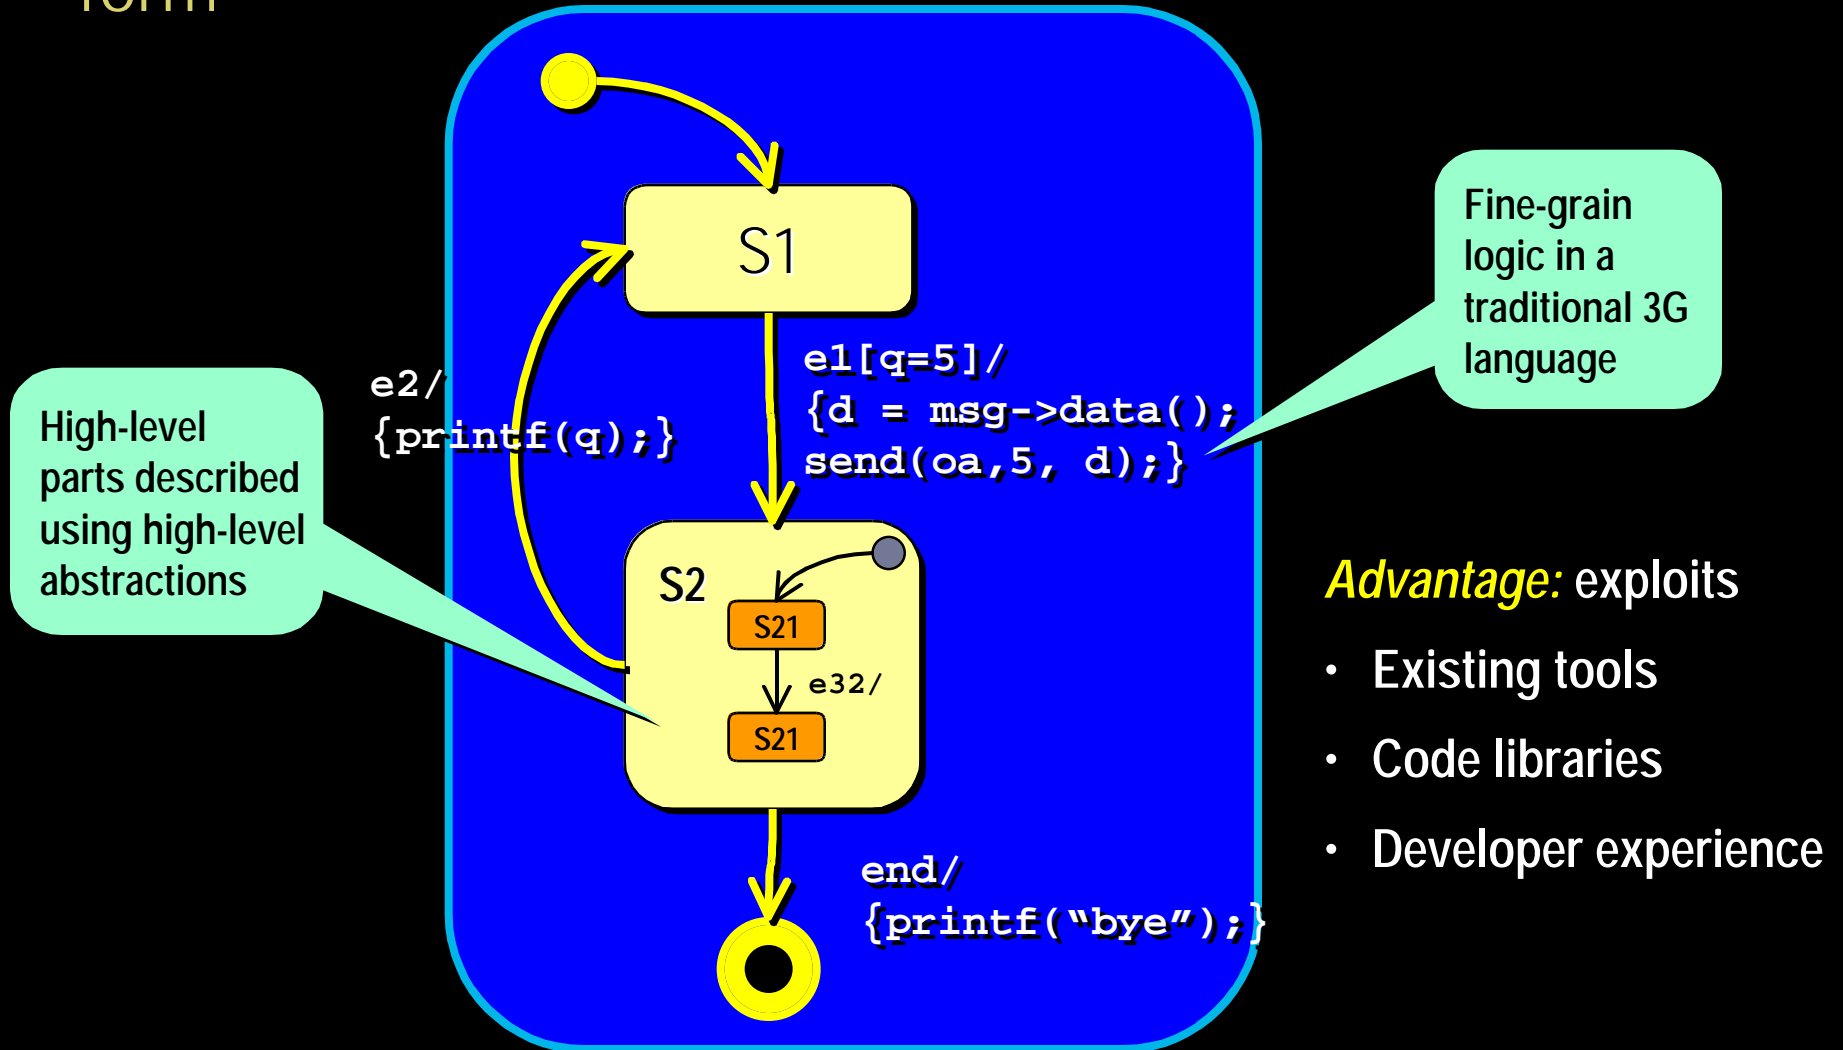 S1
e1[q=5]/
{d = msg->data();
send(oa,5, d);}
e2/
{printf(q);}
Fine-grain
logic in a
traditional 3G
language
High-level
parts described
using high-level
abstractions
S2
S21
e32/
S21
end/
{printf(“bye”);}
Advantage: exploits
• Existing tools
• Code libraries
• Developer experience